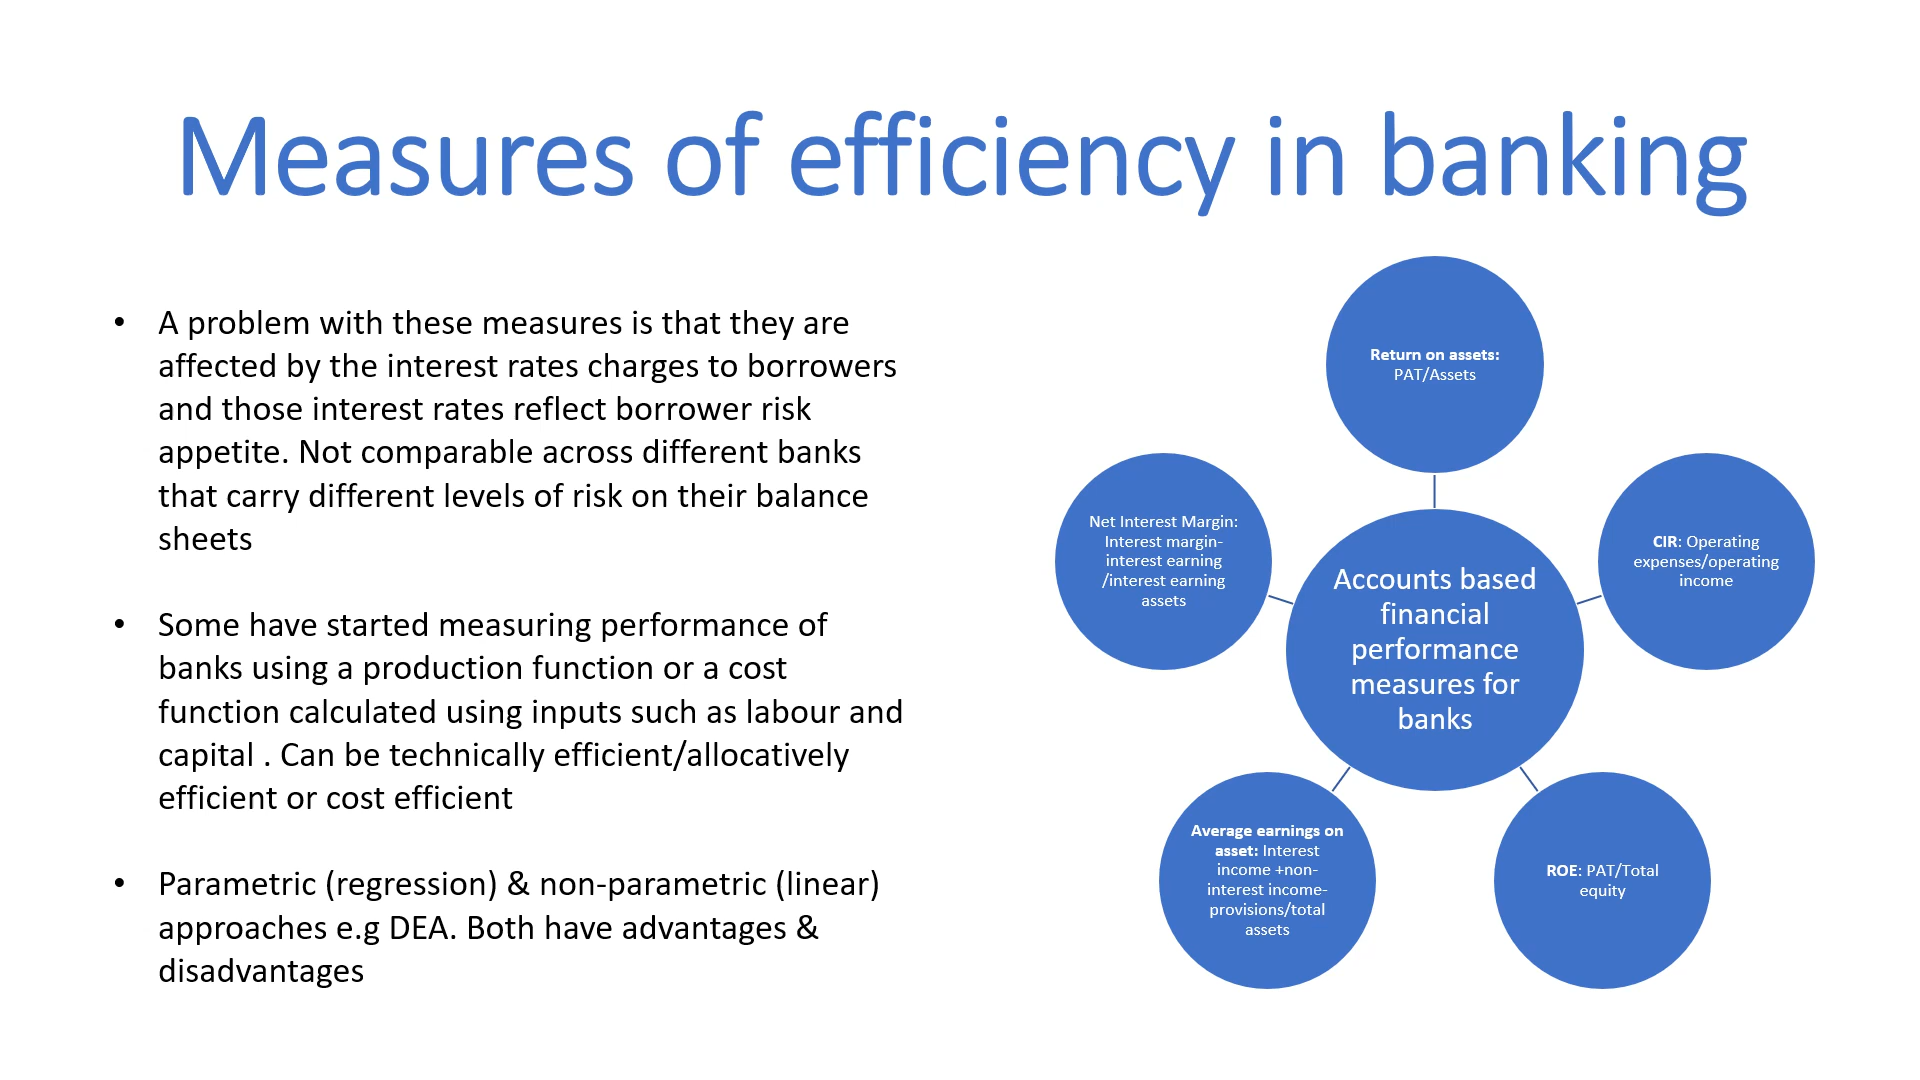 Measures of efficiency in banking
• A problem with these measures is that they are
affected by the interest rates charges to borrowers
and those interest rates reflect borrower risk
appetite. Not comparable across different banks
that carry different levels of risk on their balance
sheets
• Some have started measuring performance of
banks using a production function or a cost
function calculated using inputs such as labour and
capital . Can be technically efficient/allocatively
efficient or cost efficient
• Parametric (regression) & non-parametric (linear)
approaches e.g DEA. Both have advantages &
disadvantages
Return on assets:
PAT/Assets
Net Interest Margin:
Interest margin-
interest earning
/interest earning
assets
CIR: Operating
expenses/operating
income
Accounts based
financial
performance
measures for
banks
Average earnings on
asset: Interest
income +non-
interest income-
provisions/total
assets
ROE: PAT/Total
equity